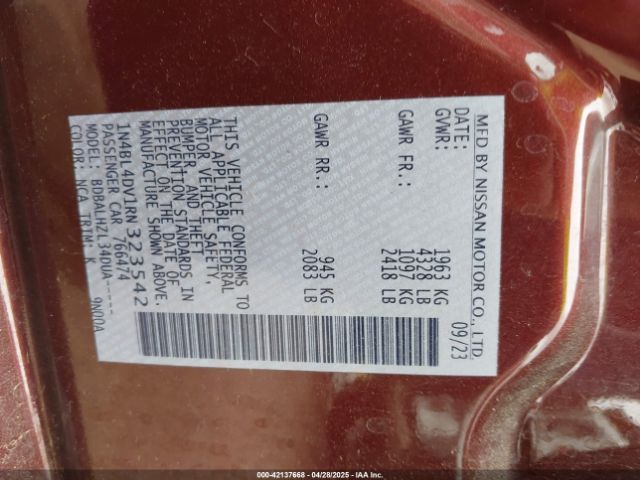 MFD BY NISSAN MOTOR CO., LTD.
DATE: 09/23
GVWR: 1963 KG
4328 LB
GAWR FR.: 1097 KG
2418 LB
GAWR RR.: 945 KG
2083 LB
THIS VEHICLE CONFORMS TO
ALL APPLICABLE FEDERAL
MOTOR VEHICLE SAFETY,
BUMPER, AND THEFT
PREVENTION STANDARDS IN
EFFECT ON THE DATE OF
MANUFACTURE SHOWN ABOVE.
1N4BL4DV1RN323542
PASSENGER CAR 766474
MODEL: BDBALHZL34DUA-----
COLOR: NCA TRIM: K 9N00A
000-42137668 | 04/28/2025 | IAA Inc.